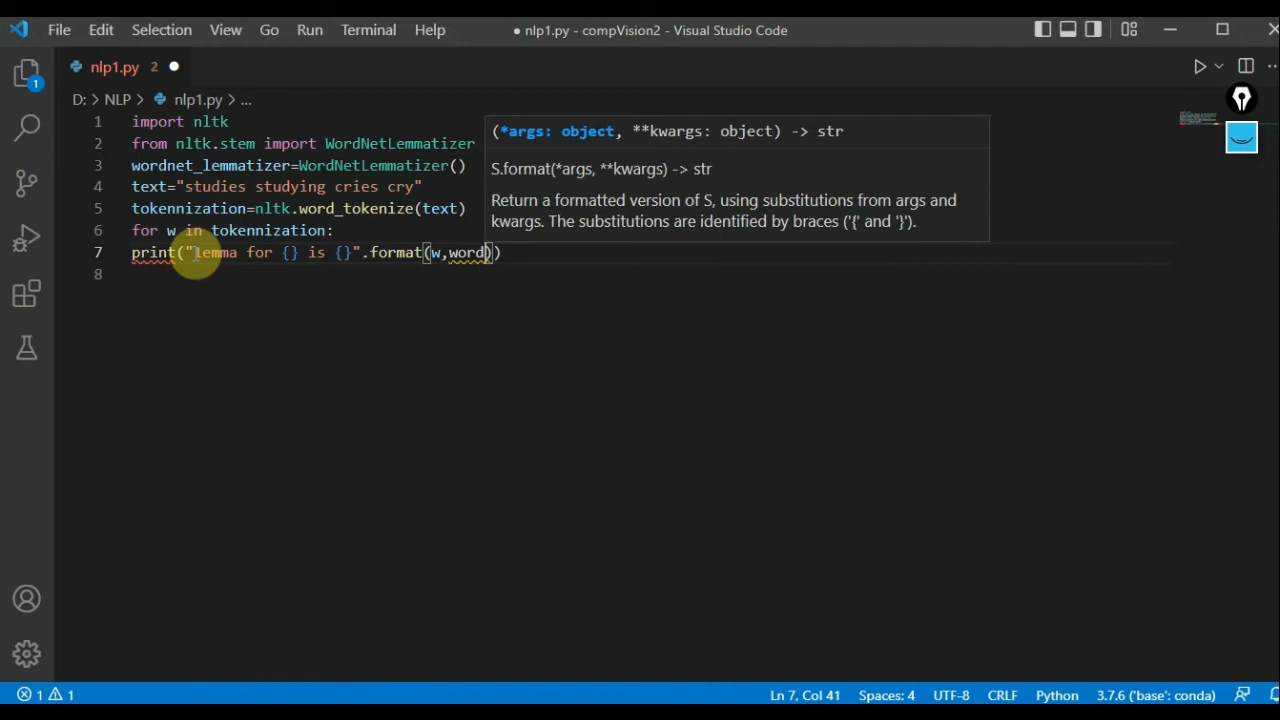 File Edit Selection View Go Run Terminal Help ● nlp1.py - compVision2 - Visual Studio Code
nlp1.py 2
D: > NLP > nlp1.py > ...
1 import nltk
2 from nltk.stem import WordNetLemmatizer
3 wordnet_lemmatizer=WordNetLemmatizer()
4 text="studies studying cries cry"
5 tokennization=nltk.word_tokenize(text)
6 for w in tokennization:
7 print("lemma for {} is {}".format(w,word))
8
(*args: object, **kwargs: object) -> str
S.format(*args, **kwargs) -> str
Return a formatted version of S, using substitutions from args and
kwargs. The substitutions are identified by braces ('{' and '}').
1
1 1 Ln 7, Col 41 Spaces: 4 UTF-8 CRLF Python 3.7.6 ('base': conda)